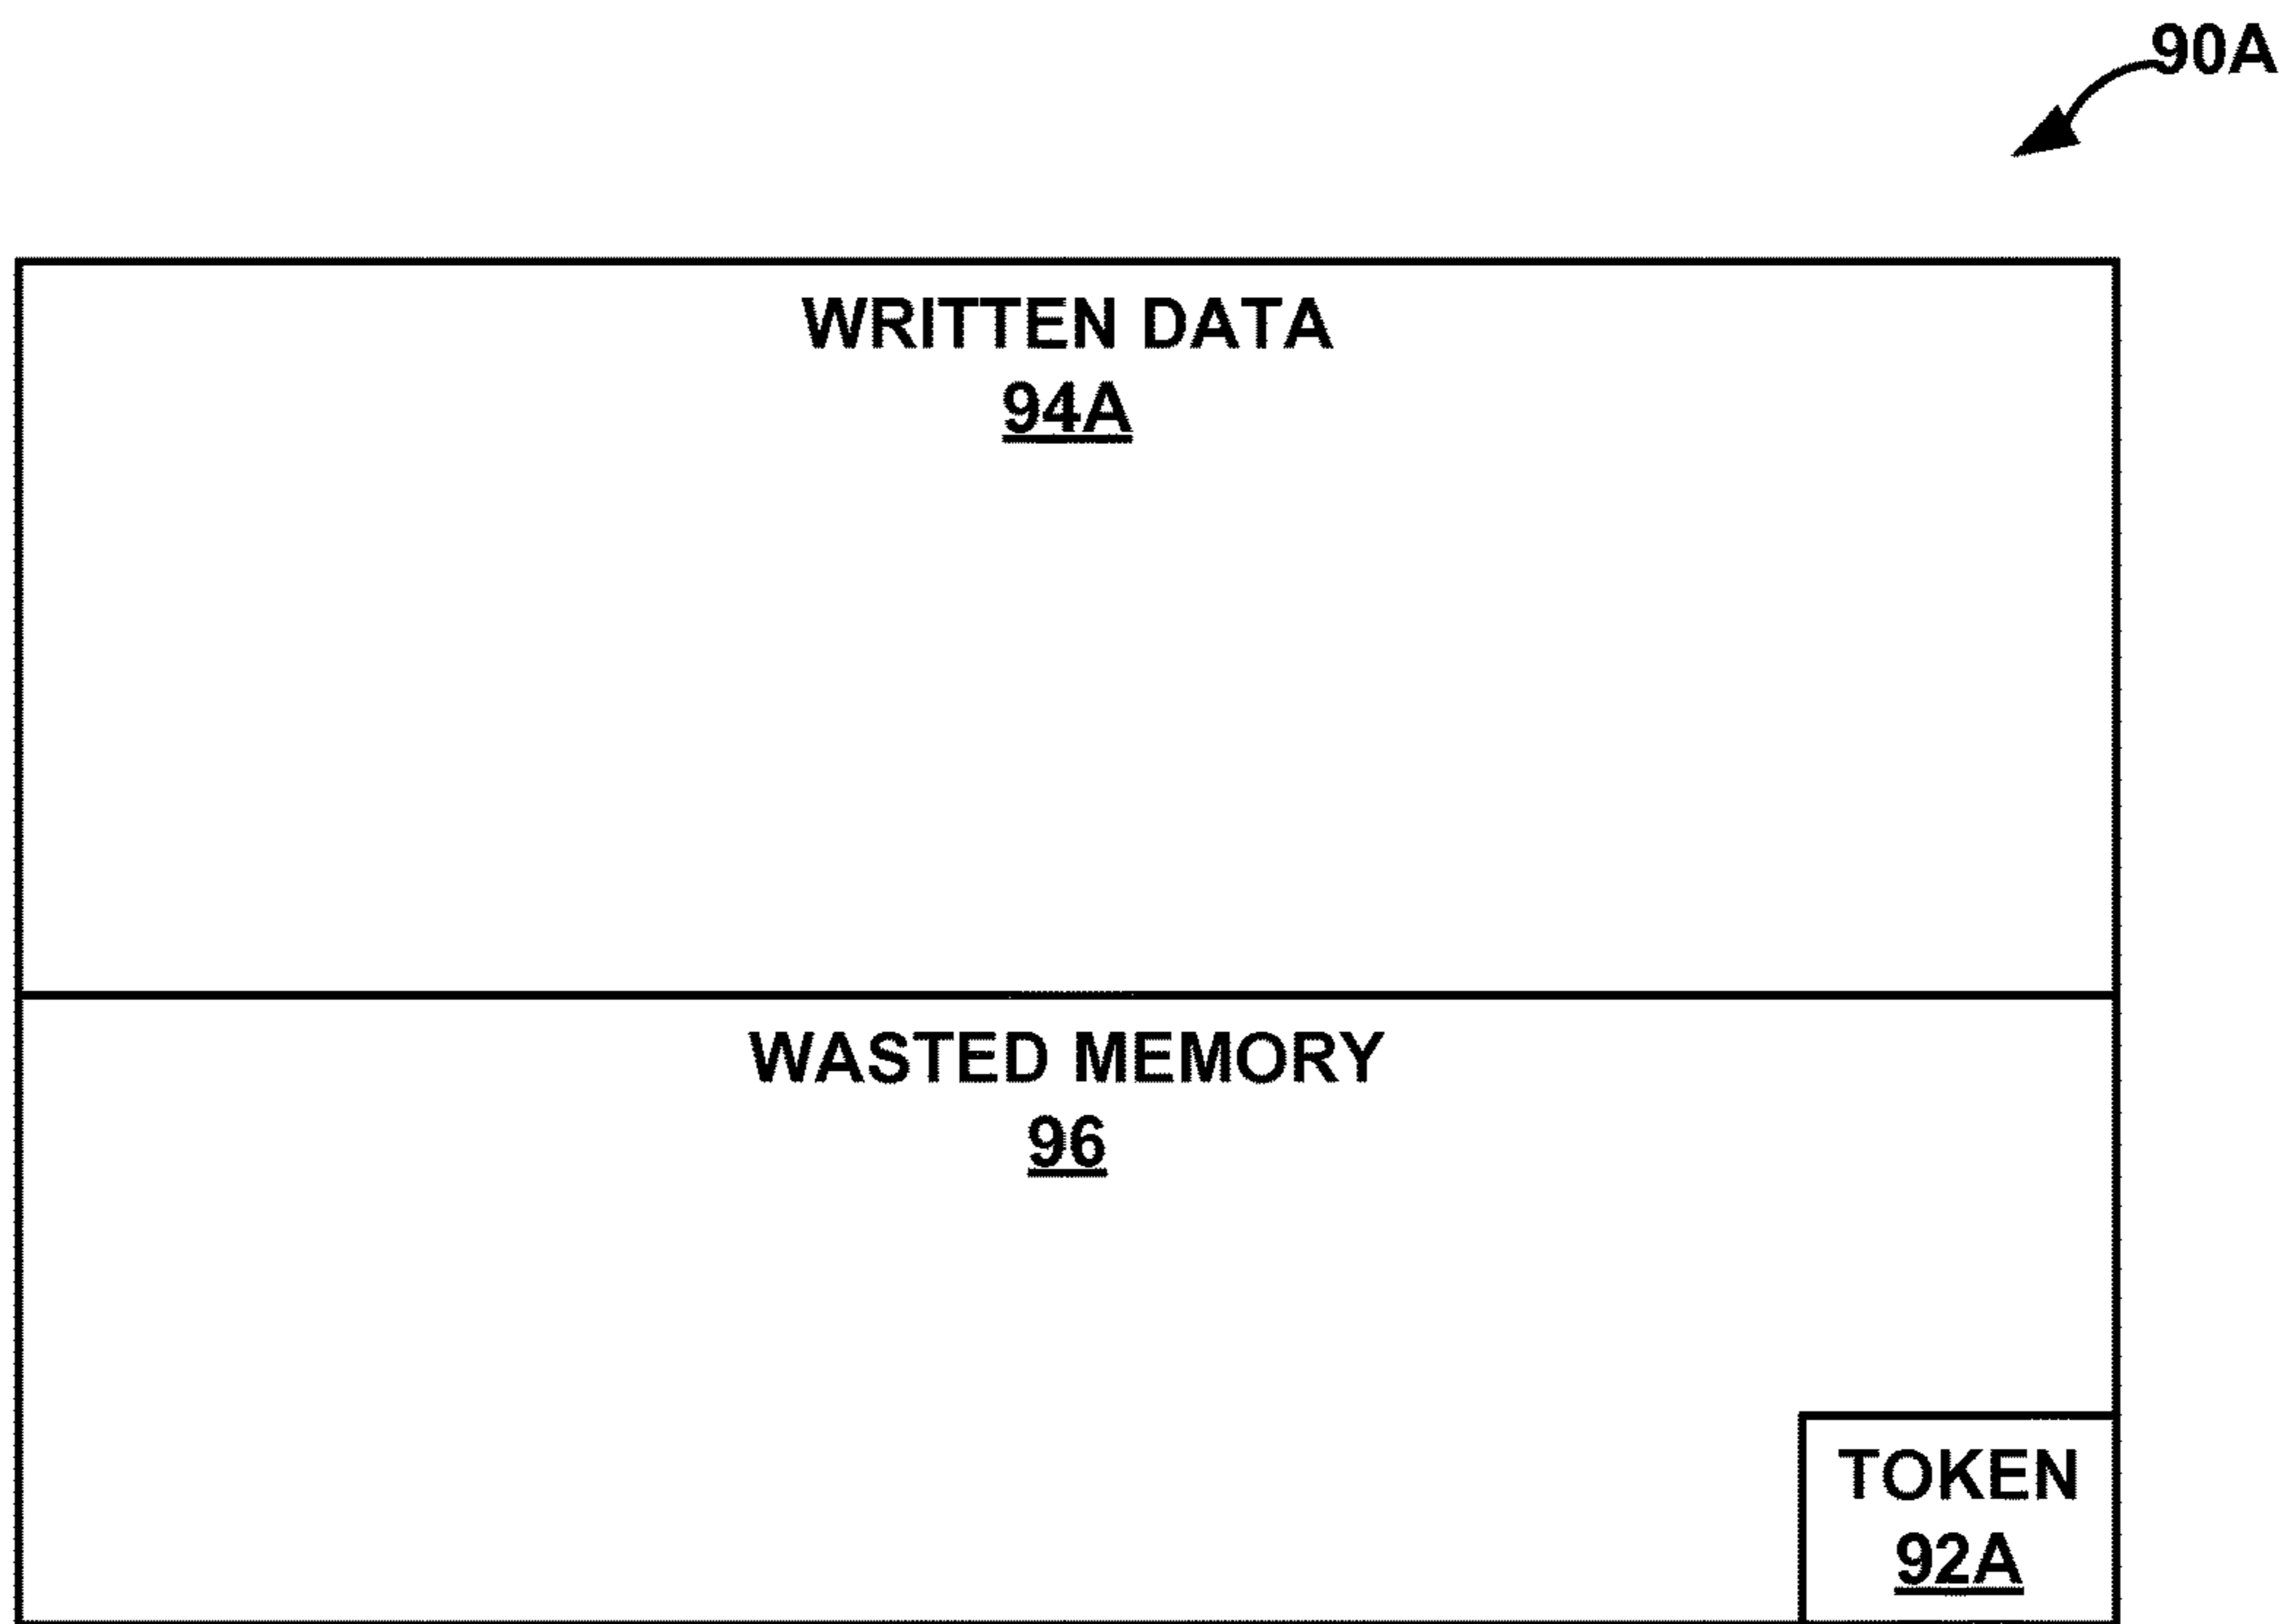 90A
WRITTEN DATA
94A
WASTED MEMORY
96
TOKEN
92A